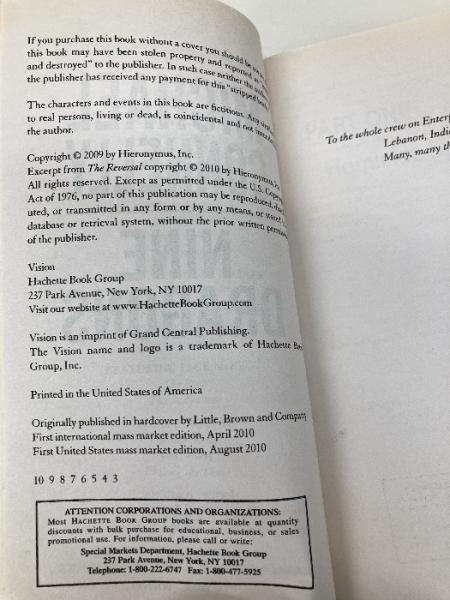 If you purchase this book without a cover you should be
this book may have been stolen property and reported as
and destroyed" to the publisher. In such case neither the
the publisher has received any payment for this "stripped
The characters and events in this book are fictitious. Any
to real persons, living or dead, is coincidental and not
the author.
Copyright © 2009 by Hieronymus, Inc.
Excerpt from The Reversal copyright © 2010 by Hieronymus,
All rights reserved. Except as permitted under the U.S.
Act of 1976, no part of this publication may be reproduced,
uted, or transmitted in any form or by any means, or stored
database or retrieval system, without the prior written
of the publisher.
Vision
Hachette Book Group
237 Park Avenue, New York, NY 10017
Visit our website at www.HachetteBookGroup.com.
Vision is an imprint of Grand Central Publishing.
The Vision name and logo is a trademark of Hachette
Group, Inc.
Printed in the United States of America
Originally published in hardcover by Little, Brown and Company
First international mass market edition, April 2010
First United States mass market edition, August 2010
10 9 8 7 6 5 4 3
ATTENTION CORPORATIONS AND ORGANIZATIONS:
Most HACHETTE BOOK GROUP books are available at quantity
discounts with bulk purchase for educational, business, or sales
promotional use. For information, please call or write:
Special Markets Department, Hachette Book Group
237 Park Avenue, New York, NY 10017
Telephone: 1-800-222-6747 Fax: 1-800-477-5925
To the whole crew on
Lebanon,
Many, many